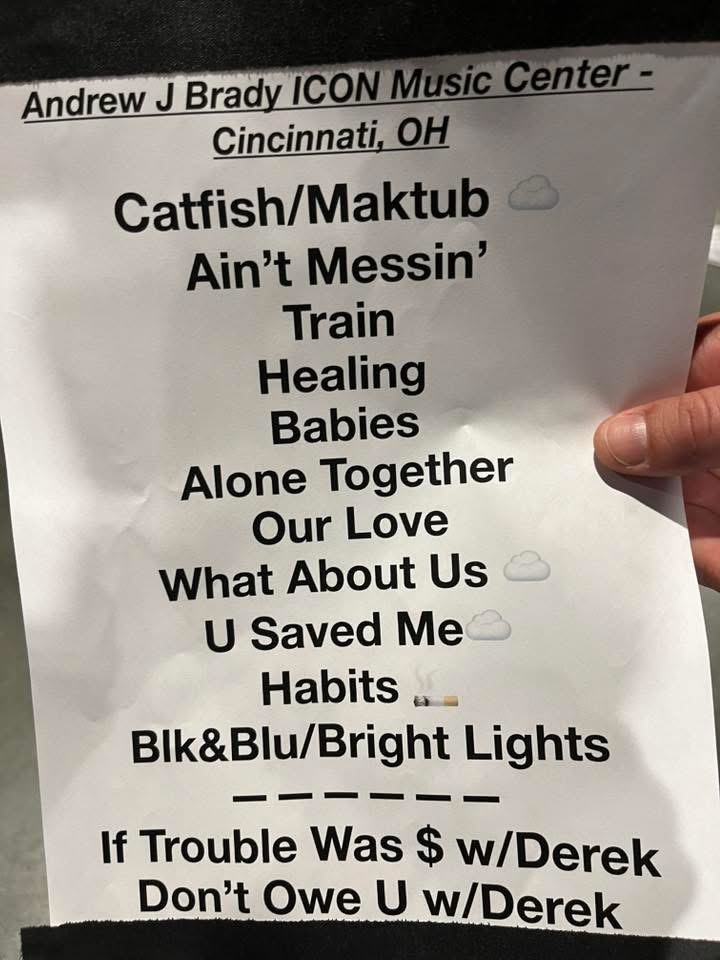 Andrew J Brady ICON Music Center -
Cincinnati, OH
Catfish/Maktub ☁️
Ain’t Messin’
Train
Healing
Babies
Alone Together
Our Love
What About Us ☁️
U Saved Me☁️
Habits 🚬
Blk&Blu/Bright Lights
— — — — — —
If Trouble Was $ w/Derek
Don’t Owe U w/Derek